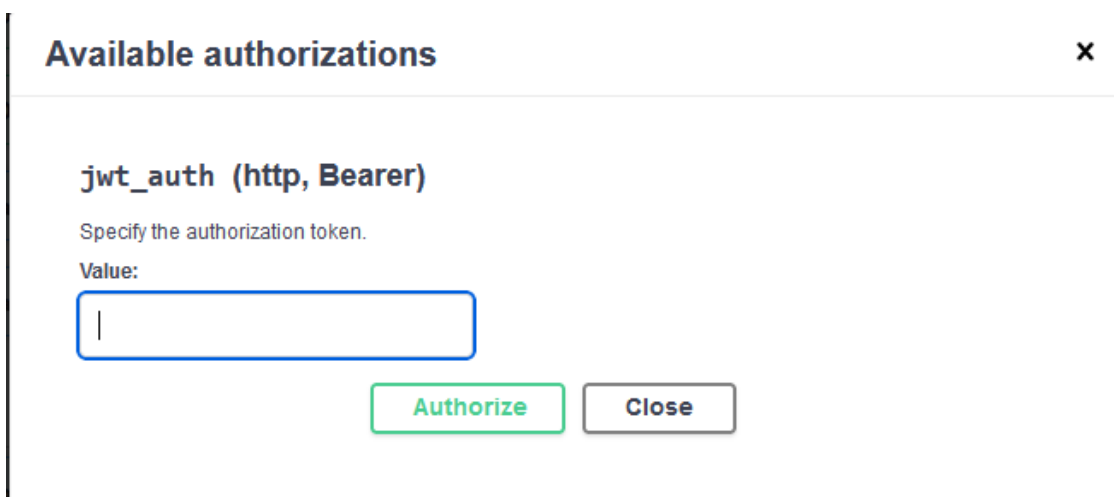 Available authorizations
jwt_auth (http, Bearer)
Specify the authorization token.
Value:
Authorize Close